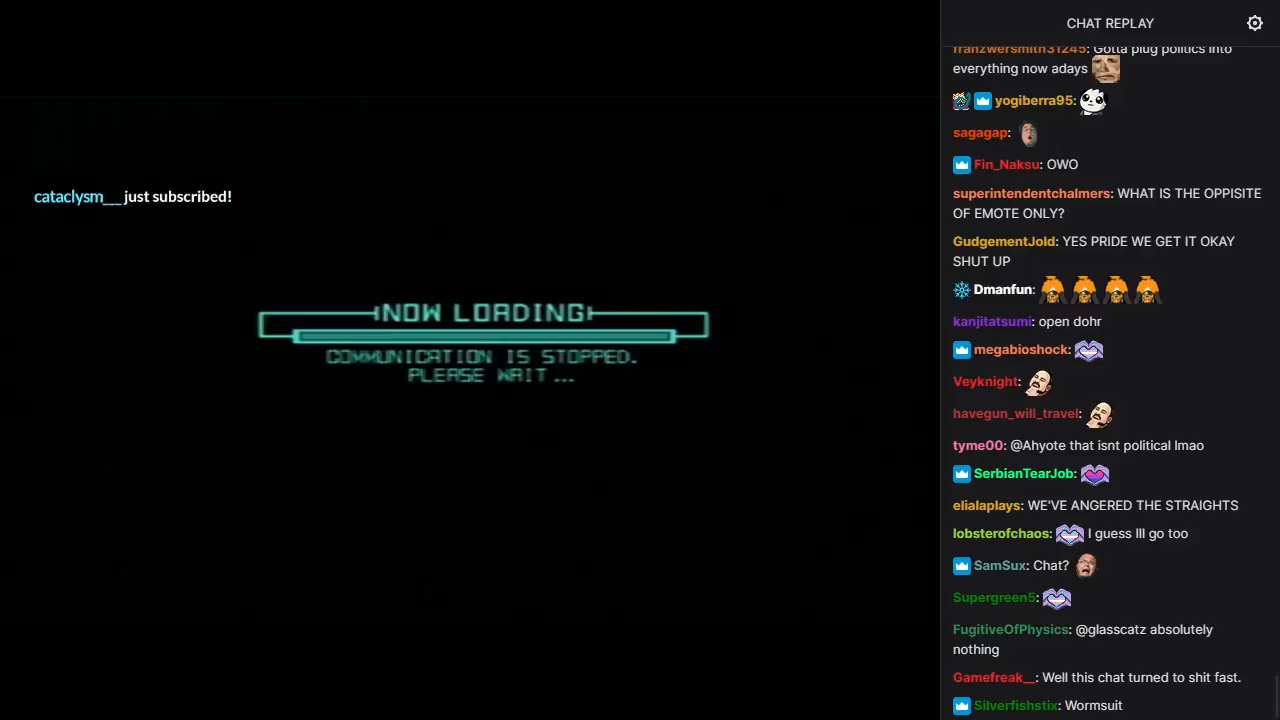 CHAT REPLAY
franzwersmith31245: Gotta plug politics into
everything now adays
yogiberra95:
sagagap:
Fin_Naksu: OWO
superintendentchalmers: WHAT IS THE OPPISITE
OF EMOTE ONLY?
GudgementJold: YES PRIDE WE GET IT OKAY
SHUT UP
Dmanfun:
kanjitatsumi: open dohr
megabioshock:
Veyknight:
havegun_will_travel:
tyme00: @Ahyote that isnt political lmao
SerbianTearJob:
elialaplays: WE'VE ANGERED THE STRAIGHTS
lobsterofchaos: I guess Ill go too
SamSux: Chat?
Supergreen5:
FugitiveOfPhysics: @glasscatz absolutely
nothing
Gamefreak__: Well this chat turned to shit fast.
Silverfishstix: Wormsuit
cataclysm___ just subscribed!
NOW LOADING
COMMUNICATION IS STOPPED.
PLEASE WAIT...